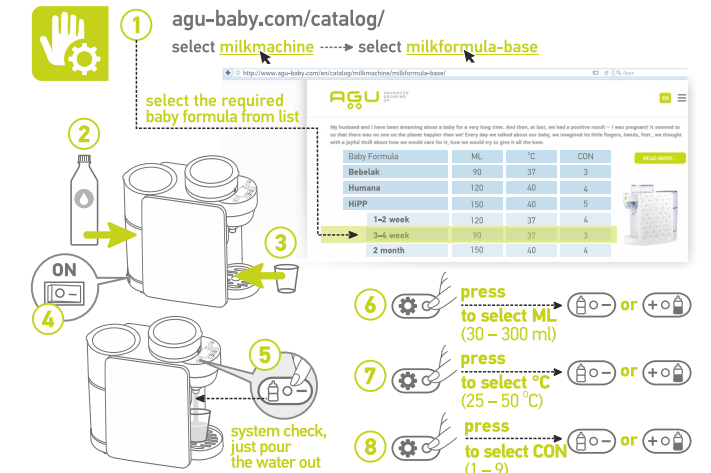 1
agu-baby.com/catalog/
select milkmachine select milkformula-base
http://www.agu-baby.com/en/catalog/milkmachine/milkformula-base/
select the required
baby formula from list
AGU ADVANCED
GROWING
UP
EN
My husband and I have been dreaming about a baby for a very long time. And then, at last, we had a positive result – I was pregnant! It seemed to
us that there was no one on the planet happier than we! Every day we talked about our baby, we imagined its little fingers, hands, feet , we thought
with a joyful thrill about how we would care for it, how we would try to give it all the best.
Baby Formula ML °C CON
Bebelak 90 37 3
Humana 120 40 4
HiPP 150 40 5
1–2 week 120 37 4
3–4 week 90 37 3
2 month 150 40 4
READ MORE...
2
3
ON
4
5
system check,
just pour
the water out
6
press
to select ML
(30 – 300 ml)
or
7
press
to select °C
(25 – 50 °C)
or
8
press
to select CON
(1 – 9)
or